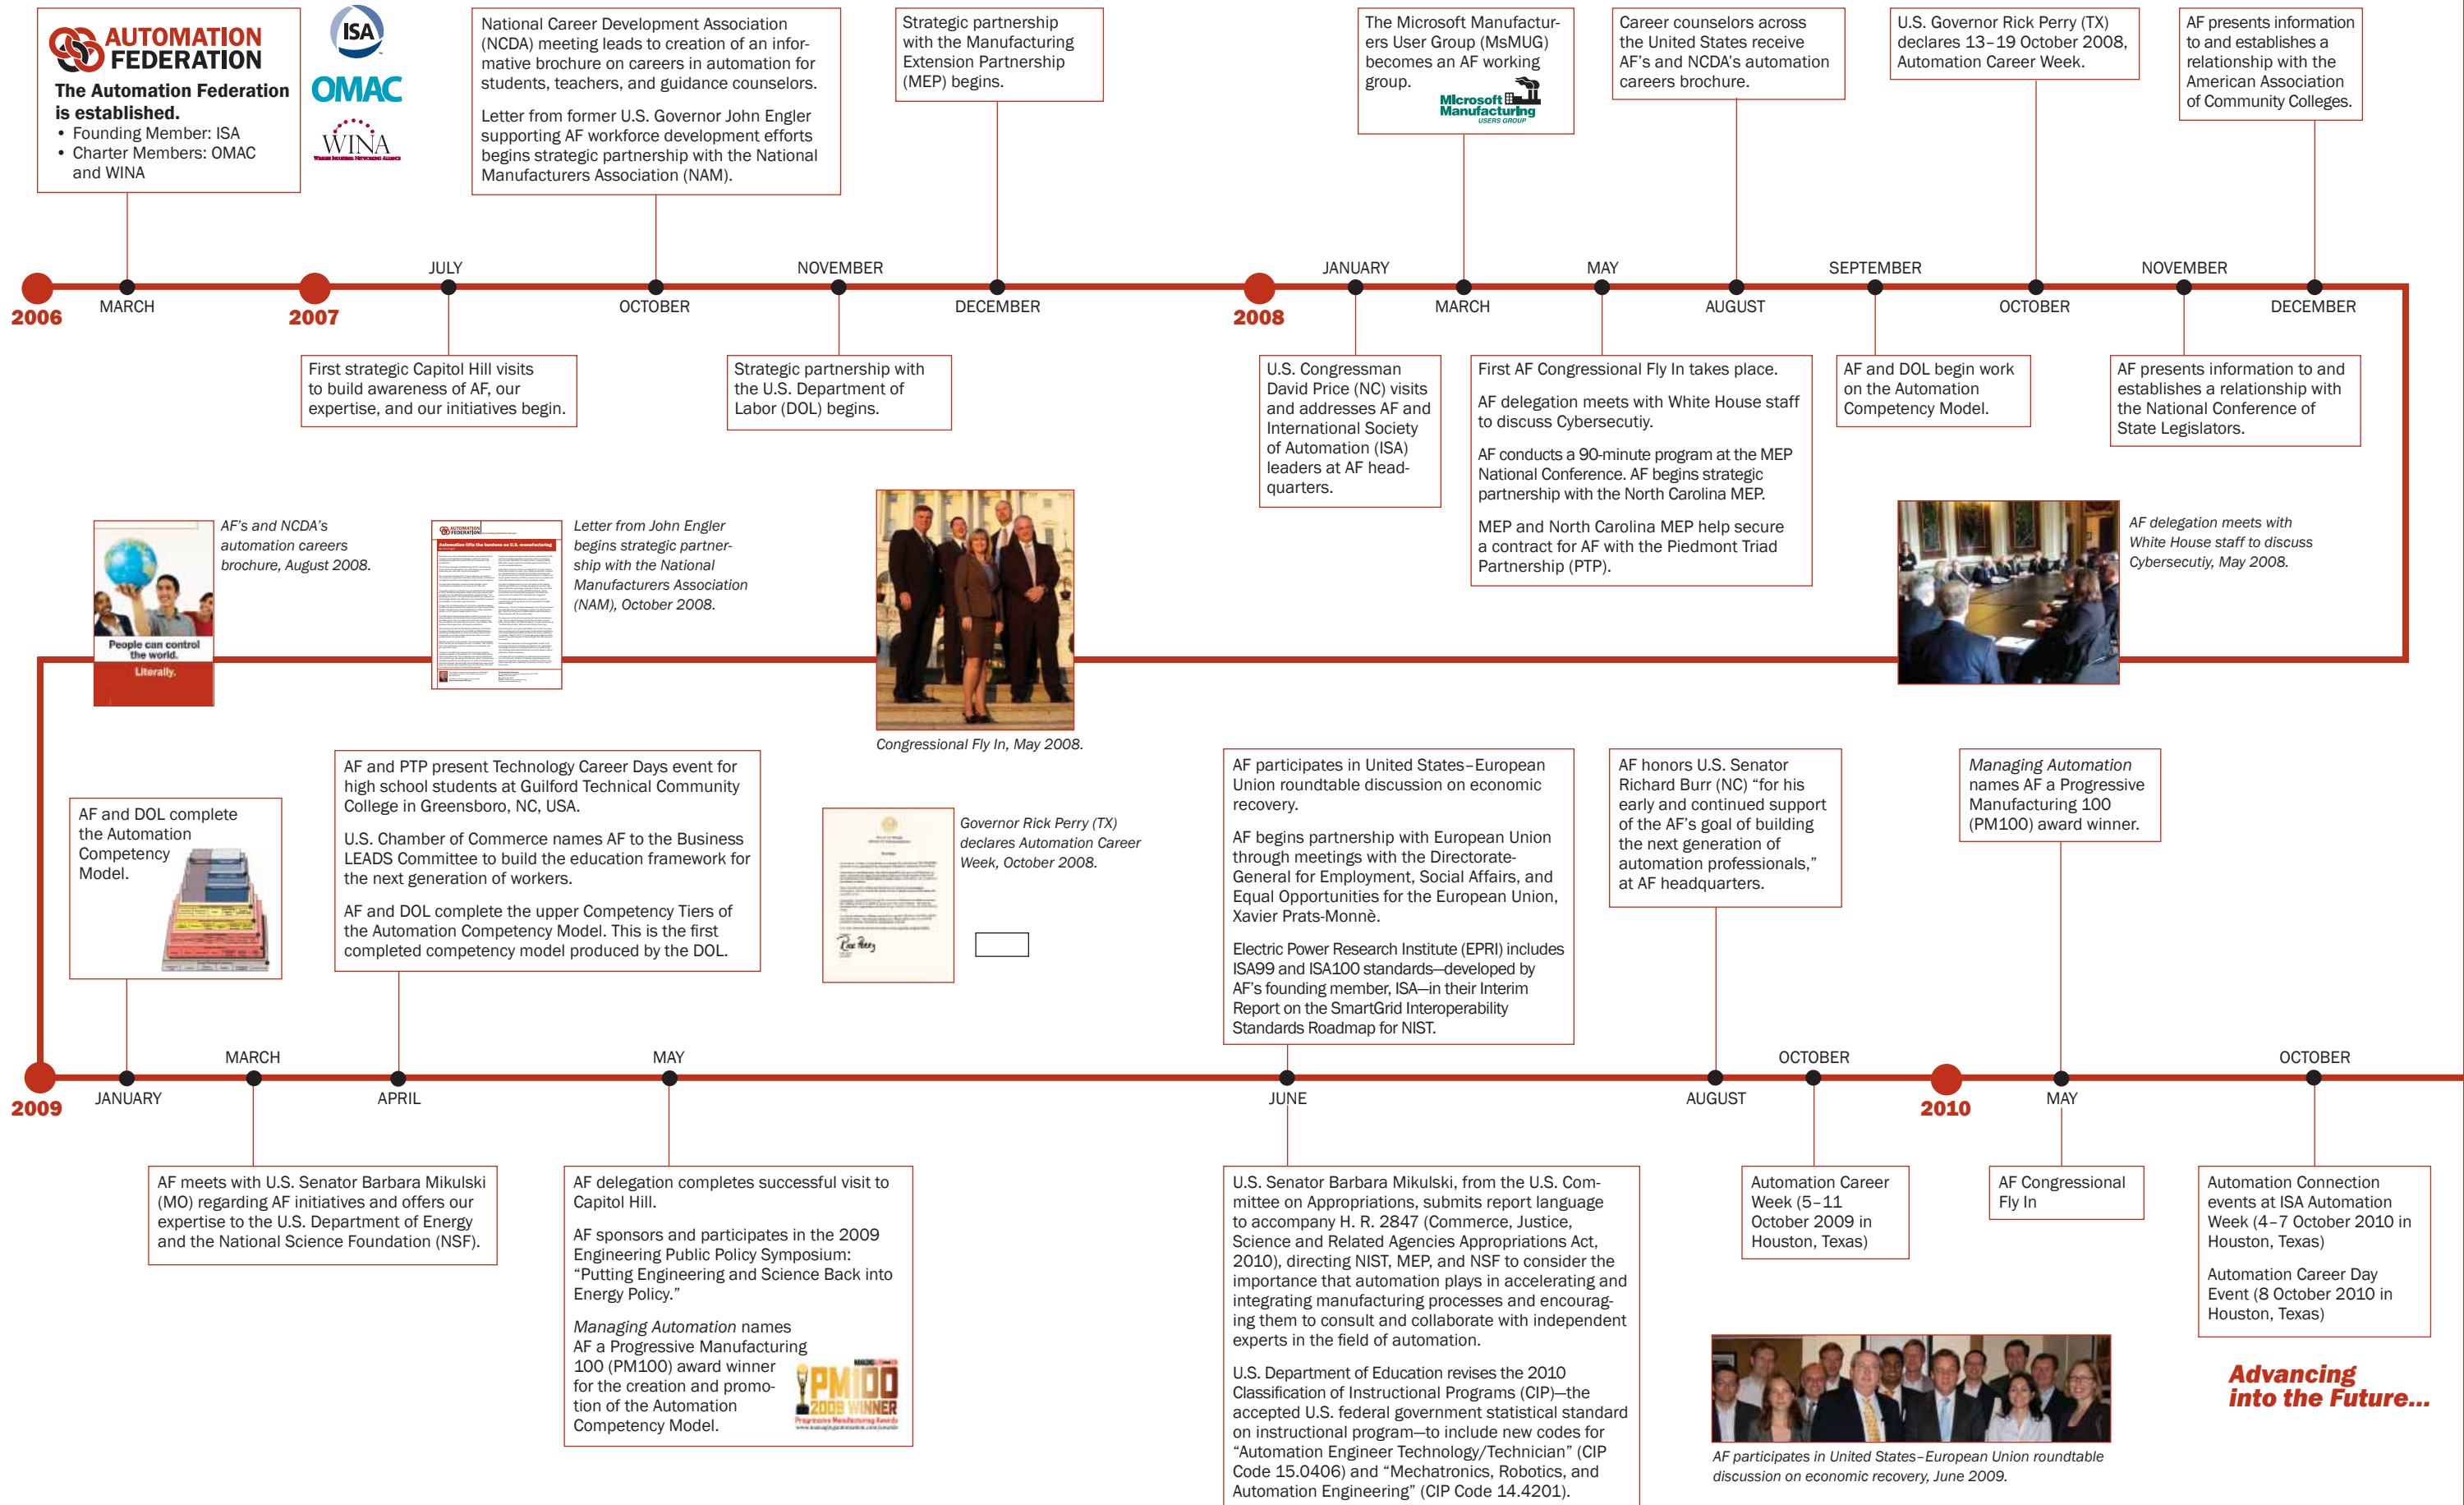 AUTOMATION
FEDERATION
The Automation Federation
is established.
• Founding Member: ISA
• Charter Members: OMAC
and WINA
ISA
OMAC
WINA
WIRELESS INDUSTRIAL NETWORKING ALLIANCE
National Career Development Association
(NCDA) meeting leads to creation of an infor-
mative brochure on careers in automation for
students, teachers, and guidance counselors.
Letter from former U.S. Governor John Engler
supporting AF workforce development efforts
begins strategic partnership with the National
Manufacturers Association (NAM).
Strategic partnership
with the Manufacturing
Extension Partnership
(MEP) begins.
The Microsoft Manufactur-
ers User Group (MsMUG)
becomes an AF working
group.
Microsoft
Manufacturing
USERS GROUP
Career counselors across
the United States receive
AF's and NCDA's automation
careers brochure.
U.S. Governor Rick Perry (TX)
declares 13–19 October 2008,
Automation Career Week.
AF presents information
to and establishes a
relationship with the
American Association
of Community Colleges.
2006
MARCH
2007
JULY
OCTOBER
NOVEMBER
DECEMBER
2008
JANUARY
MARCH
MAY
AUGUST
SEPTEMBER
OCTOBER
NOVEMBER
DECEMBER
First strategic Capitol Hill visits
to build awareness of AF, our
expertise, and our initiatives begin.
Strategic partnership with
the U.S. Department of
Labor (DOL) begins.
U.S. Congressman
David Price (NC) visits
and addresses AF and
International Society
of Automation (ISA)
leaders at AF head-
quarters.
First AF Congressional Fly In takes place.
AF delegation meets with White House staff
to discuss Cybersecutiy.
AF conducts a 90-minute program at the MEP
National Conference. AF begins strategic
partnership with the North Carolina MEP.
MEP and North Carolina MEP help secure
a contract for AF with the Piedmont Triad
Partnership (PTP).
AF and DOL begin work
on the Automation
Competency Model.
AF presents information to and
establishes a relationship with
the National Conference of
State Legislators.
People can control
the world.
Literally.
AF's and NCDA's
automation careers
brochure, August 2008.
AUTOMATION
FEDERATION
Automation lifts the burdens on U.S. manufacturing
Letter from John Engler
begins strategic partner-
ship with the National
Manufacturers Association
(NAM), October 2008.
Congressional Fly In, May 2008.
AF delegation meets with
White House staff to discuss
Cybersecutiy, May 2008.
AF and DOL complete
the Automation
Competency
Model.
AF and PTP present Technology Career Days event for
high school students at Guilford Technical Community
College in Greensboro, NC, USA.
U.S. Chamber of Commerce names AF to the Business
LEADS Committee to build the education framework for
the next generation of workers.
AF and DOL complete the upper Competency Tiers of
the Automation Competency Model. This is the first
completed competency model produced by the DOL.
Rick Perry
Governor Rick Perry (TX)
declares Automation Career
Week, October 2008.
AF participates in United States–European
Union roundtable discussion on economic
recovery.
AF begins partnership with European Union
through meetings with the Directorate-
General for Employment, Social Affairs, and
Equal Opportunities for the European Union,
Xavier Prats-Monnè.
Electric Power Research Institute (EPRI) includes
ISA99 and ISA100 standards—developed by
AF's founding member, ISA—in their Interim
Report on the SmartGrid Interoperability
Standards Roadmap for NIST.
AF honors U.S. Senator
Richard Burr (NC) “for his
early and continued support
of the AF's goal of building
the next generation of
automation professionals,”
at AF headquarters.
Managing Automation
names AF a Progressive
Manufacturing 100
(PM100) award winner.
2009
JANUARY
MARCH
APRIL
MAY
JUNE
AUGUST
OCTOBER
2010
MAY
OCTOBER
AF meets with U.S. Senator Barbara Mikulski
(MO) regarding AF initiatives and offers our
expertise to the U.S. Department of Energy
and the National Science Foundation (NSF).
AF delegation completes successful visit to
Capitol Hill.
AF sponsors and participates in the 2009
Engineering Public Policy Symposium:
“Putting Engineering and Science Back into
Energy Policy.”
Managing Automation names
AF a Progressive Manufacturing
100 (PM100) award winner
for the creation and promo-
tion of the Automation
Competency Model.
PM100
2009 WINNER
Progressive Manufacturing Awards
U.S. Senator Barbara Mikulski, from the U.S. Com-
mittee on Appropriations, submits report language
to accompany H. R. 2847 (Commerce, Justice,
Science and Related Agencies Appropriations Act,
2010), directing NIST, MEP, and NSF to consider the
importance that automation plays in accelerating and
integrating manufacturing processes and encourag-
ing them to consult and collaborate with independent
experts in the field of automation.
U.S. Department of Education revises the 2010
Classification of Instructional Programs (CIP)—the
accepted U.S. federal government statistical standard
on instructional program—to include new codes for
“Automation Engineer Technology/Technician” (CIP
Code 15.0406) and “Mechatronics, Robotics, and
Automation Engineering” (CIP Code 14.4201).
Automation Career
Week (5–11
October 2009 in
Houston, Texas)
AF Congressional
Fly In
Automation Connection
events at ISA Automation
Week (4–7 October 2010 in
Houston, Texas)
Automation Career Day
Event (8 October 2010 in
Houston, Texas)
AF participates in United States–European Union roundtable
discussion on economic recovery, June 2009.
Advancing
into the Future...